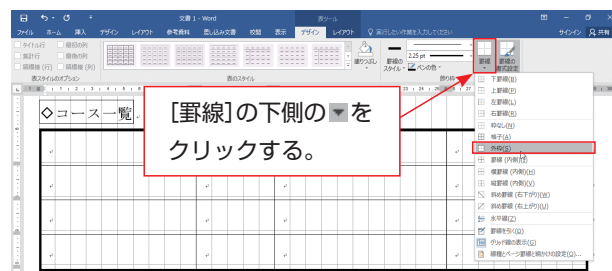 文書 1 - Word
表ツール
ファイル ホーム 挿入 デザイン レイアウト 参考資料 差し込み文書 校閲 表示 デザイン レイアウト 実行したい作業を入力してください サインイン 共有
タイトル行 最初の列
集計行 最後の列
縞模様 (行) 縞模様 (列)
塗りつぶし 罫線の スタイル 2.25 pt ペンの色 罫線 罫線の 書式設定
表スタイルのオプション 表のスタイル 飾り枠
◇コース一覧
[罫線]の下側の▼を
クリックする。
下罫線(B)
上罫線(P)
左罫線(L)
右罫線(R)
枠なし(N)
格子(A)
外枠(S)
罫線 (内側)(I)
横罫線 (内側)(H)
縦罫線 (内側)(V)
斜め罫線 (右下がり)(W)
斜め罫線 (右上がり)(U)
水平線(Z)
罫線を引く(D)
グリッド線の表示(G)
線種とページ罫線と網かけの設定(O)...